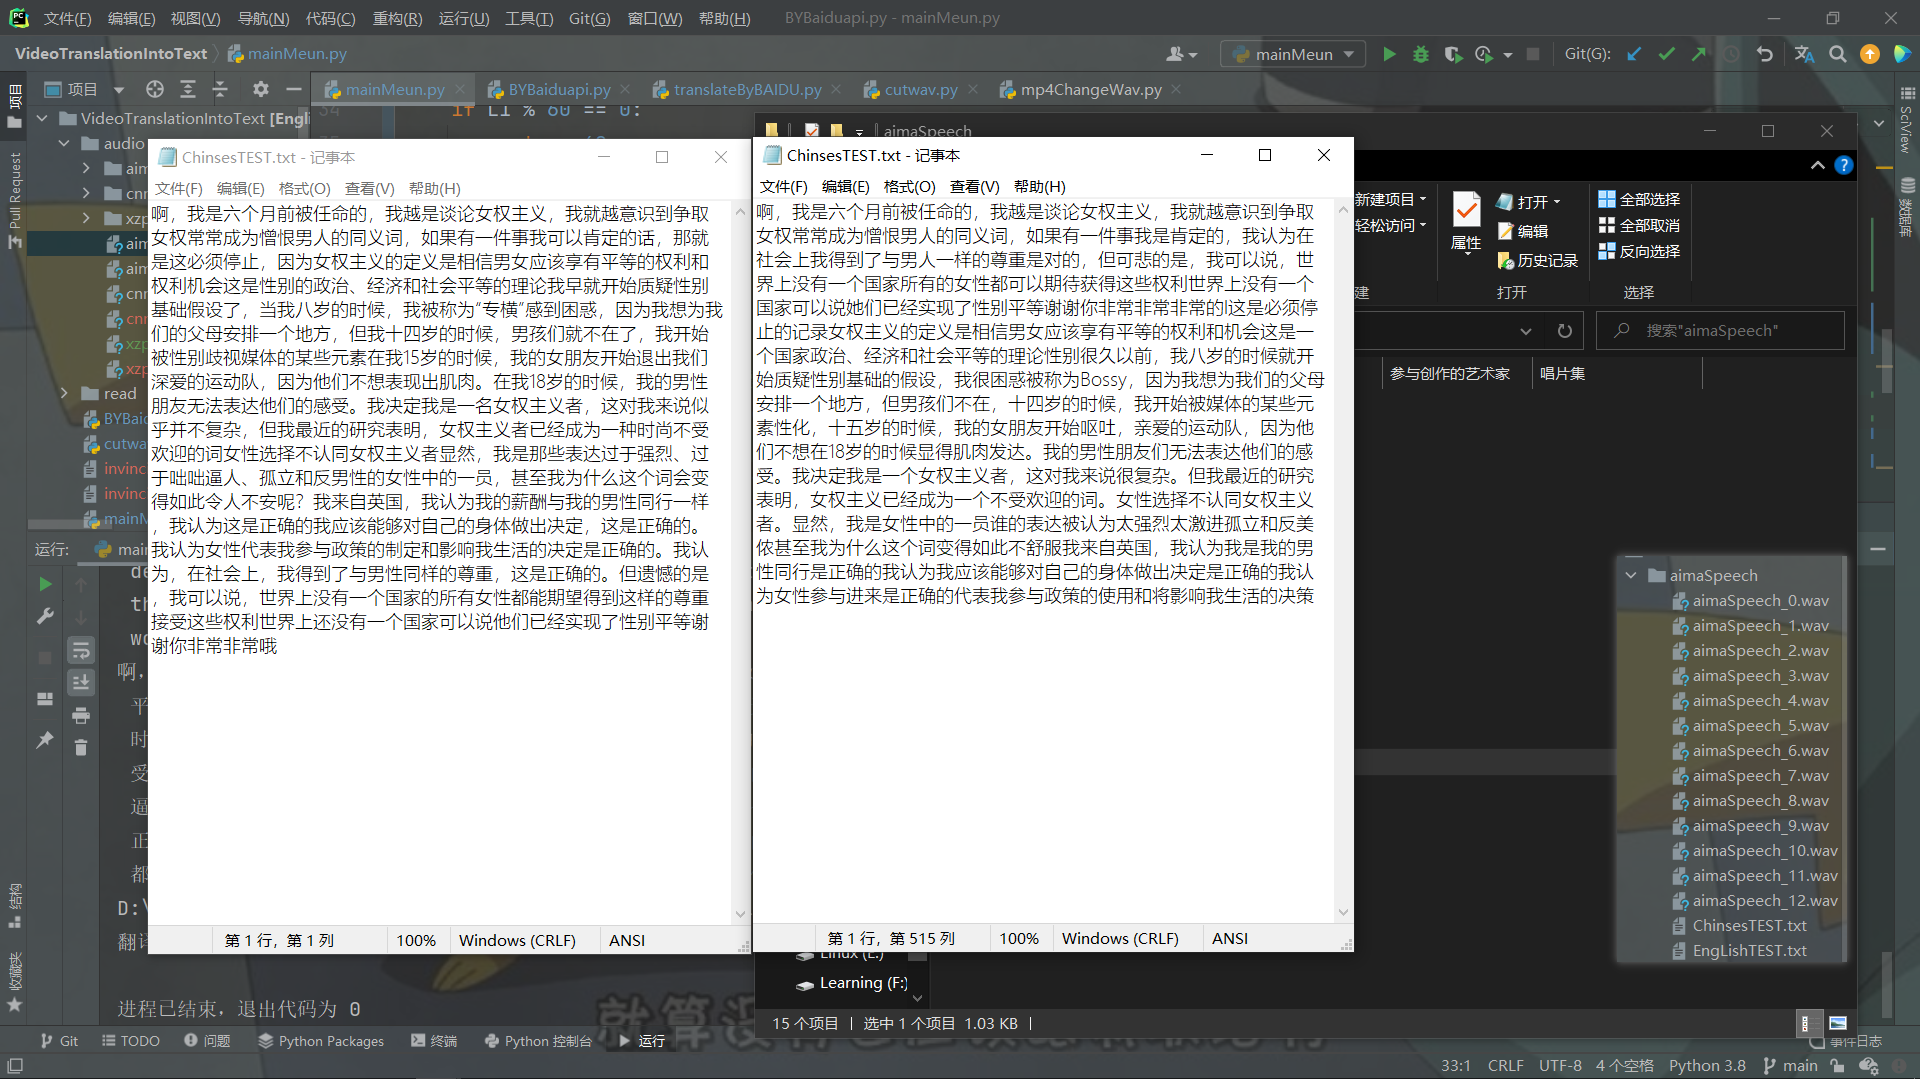 文件(F) 编辑(E) 视图(V) 导航(N) 代码(C) 重构(R) 运行(U) 工具(T) Git(G) 窗口(W) 帮助(H) BYBaiduapi.py - mainMeun.py
VideoTranslationIntoText mainMeun.py
mainMeun
Git(G):
项目
mainMeun.py
BYBaiduapi.py
translateByBAIDU.py
cutwav.py
mp4ChangeWav.py
34 if LI % 60 == 0:
项目
Pull Request
结构
收藏夹
SciView
数据库
VideoTranslationIntoText [Engl
audio
aim
cnn
xzp
aim
aim
cnn
cnn
xzp
xzp
read
BYBaid
cutwa
invinc
invinc
mainM
运行: main
de
th
wo
啊,
平
时
受
逼
正
都
D:\
翻译
进程已结束，退出代码为 0
ChinsesTEST.txt - 记事本
文件(F) 编辑(E) 格式(O) 查看(V) 帮助(H)
啊，我是六个月前被任命的，我越是谈论女权主义，我就越意识到争取
女权常常成为憎恨男人的同义词，如果有一件事我可以肯定的话，那就
是这必须停止，因为女权主义的定义是相信男女应该享有平等的权利和
权利机会这是性别的政治、经济和社会平等的理论我早就开始质疑性别
基础假设了，当我八岁的时候，我被称为“专横”感到困惑，因为我想为我
们的父母安排一个地方，但我十四岁的时候，男孩们就不在了，我开始
被性别歧视媒体的某些元素在我15岁的时候，我的女朋友开始退出我们
深爱的运动队，因为他们不想表现出肌肉。在我18岁的时候，我的男性
朋友无法表达他们的感受。我决定我是一名女权主义者，这对我来说似
乎并不复杂，但我最近的研究表明，女权主义者已经成为一种时尚不受
欢迎的词女性选择不认同女权主义者显然，我是那些表达过于强烈、过
于咄咄逼人、孤立和反男性的女性中的一员，甚至我为什么这个词会变
得如此令人不安呢？我来自英国，我认为我的薪酬与我的男性同行一样
，我认为这是正确的我应该能够对自己的身体做出决定，这是正确的。
我认为女性代表我参与政策的制定和影响我生活的决定是正确的。我认
为，在社会上，我得到了与男性同样的尊重，这是正确的。但遗憾的是
，我可以说，世界上没有一个国家的所有女性都能期望得到这样的尊重
接受这些权利世界上还没有一个国家可以说他们已经实现了性别平等谢
谢你非常非常哦
第 1 行，第 1 列 100% Windows (CRLF) ANSI
ChinsesTEST.txt - 记事本
文件(F) 编辑(E) 格式(O) 查看(V) 帮助(H)
啊，我是六个月前被任命的，我越是谈论女权主义，我就越意识到争取
女权常常成为憎恨男人的同义词，如果有一件事我是肯定的，我认为在
社会上我得到了与男人一样的尊重是对的，但可悲的是，我可以说，世
界上没有一个国家所有的女性都可以期待获得这些权利世界上没有一个
国家可以说她们已经实现了性别平等谢谢你非常非常非常的I这是必须停
止的记录女权主义的定义是相信男女应该享有平等的权利和机会这是一
个国家政治、经济和社会平等的理论性别很久以前，我八岁的时候就开
始质疑性别基础的假设，我很困惑被称为Bossy，因为我想为我们的父母
安排一个地方，但男孩们不在，十四岁的时候，我开始被媒体的某些元
素性化，十五岁的时候，我的女朋友开始呕吐，亲爱的运动队，因为他
们不想在18岁的时候显得肌肉发达。我的男性朋友们无法表达他们的感
受。我决定我是一个女权主义者，这对我来说很复杂。但我最近的研究
表明，女权主义已经成为一个不受欢迎的词。女性选择不认同女权主义
者。显然，我是女性中的一员谁的表达被认为太强烈太激进孤立和反美
侬甚至我为什么这个词变得如此不舒服我来自英国，我认为我是我的男
性同行是正确的我认为我应该能够对自己的身体做出决定是正确的我认
为女性参与进来是正确的代表我参与政策的使用和将影响我生活的决策
第 1 行，第 515 列 100% Windows (CRLF) ANSI
aimaSpeech
新建项目
轻松访问
建
属性
打开
编辑
历史记录
打开
全部选择
全部取消
反向选择
选择
搜索"aimaSpeech"
参与创作的艺术家 唱片集
aimaSpeech
aimaSpeech_0.wav
aimaSpeech_1.wav
aimaSpeech_2.wav
aimaSpeech_3.wav
aimaSpeech_4.wav
aimaSpeech_5.wav
aimaSpeech_6.wav
aimaSpeech_7.wav
aimaSpeech_8.wav
aimaSpeech_9.wav
aimaSpeech_10.wav
aimaSpeech_11.wav
aimaSpeech_12.wav
ChinsesTEST.txt
EngLishTEST.txt
Linux (E:)
Learning (F:)
15 个项目 选中 1 个项目 1.03 KB
就算没
Git TODO 问题 Python Packages 终端 Python 控制台 运行 事件日志
33:1 CRLF UTF-8 4 个空格 Python 3.8 main